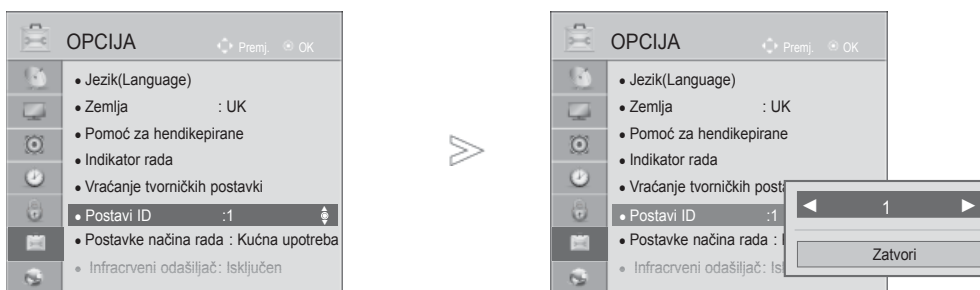 OPCIJA Premj. OK
Jezik(Language)
Zemlja : UK
Pomoć za hendikepirane
Indikator rada
Vraćanje tvorničkih postavki
Postavi ID :1
Postavke načina rada : Kućna upotreba
Infracrveni odašiljač: Isključen
OPCIJA Premj. OK
Jezik(Language)
Zemlja : UK
Pomoć za hendikepirane
Indikator rada
Vraćanje tvorničkih
Postavi ID :1
Postavke načina rada :
Infracrveni odašiljač:
1
Zatvori